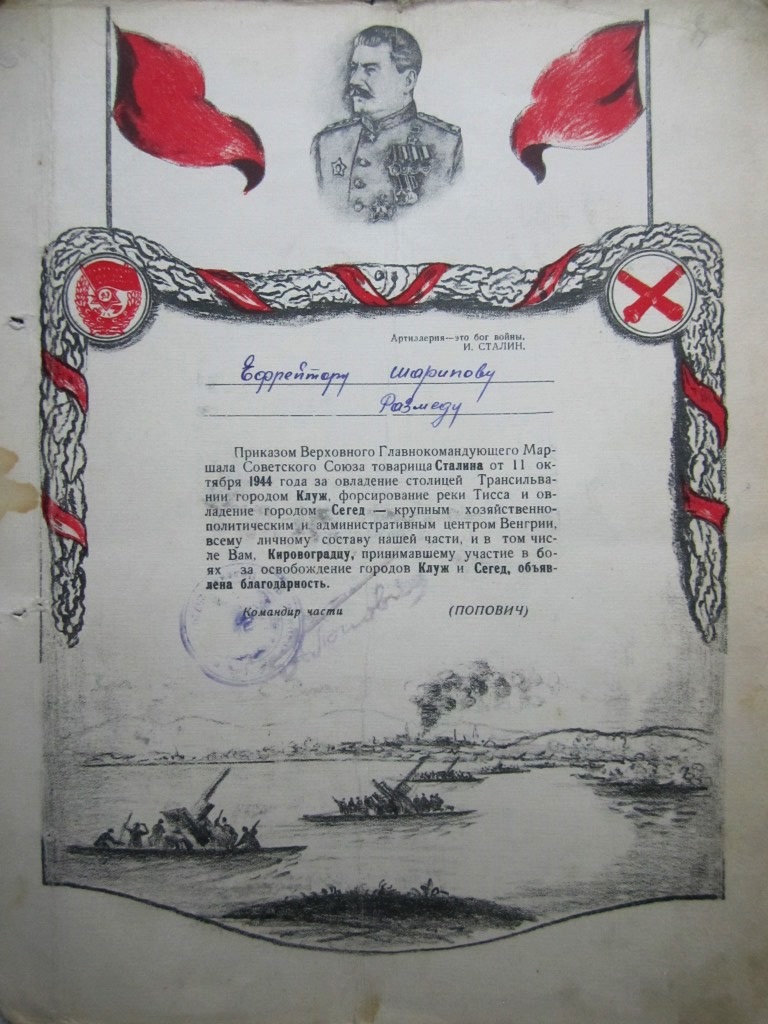 Артиллерия—это бог войны.
И. СТАЛИН.
Ефрейтору Шарипову
Размеду
Приказом Верховного Главнокомандующего Мар-
шала Советского Союза товарища Сталина от 11 ок-
тября 1944 года за овладение столицей Трансильва-
нии городом Клуж, форсирование реки Тисса и ов-
ладение городом Сегед — крупным хозяйственно-
политическим и административным центром Венгрии,
всему личному составу нашей части, и в том чис-
ле Вам, Кировоградцу, принимавшему участие в бо-
ях за освобождение городов Клуж и Сегед, объяв-
лена благодарность.
Командир части (ПОПОВИЧ)